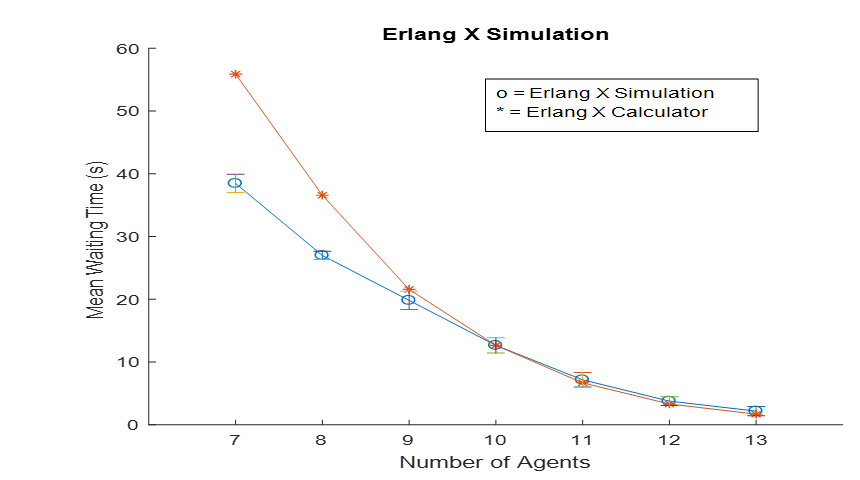 Erlang X Simulation
o = Erlang X Simulation
* = Erlang X Calculator
Mean Waiting Time (s)
60
50
40
30
20
10
0
7 8 9 10 11 12 13
Number of Agents